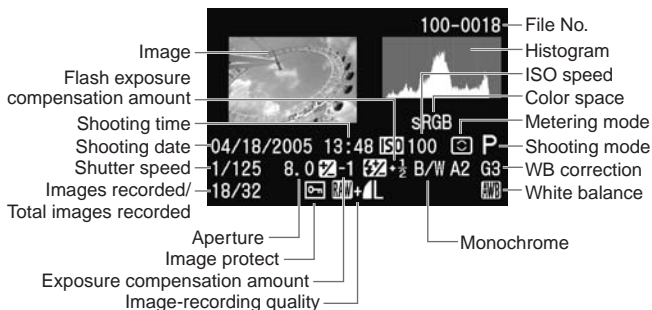 100-0018 File No.
Image Histogram
Flash exposure compensation amount ISO speed
sRGB Color space
Shooting time Metering mode
Shooting date 04/18/2005 13:48 ISO 100 P Shooting mode
Shutter speed 1/125 8.0 -1 +½ B/W A2 G3 WB correction
Images recorded/ Total images recorded 18/32 RAW+L AWB White balance
Aperture Monochrome
Image protect
Exposure compensation amount
Image-recording quality